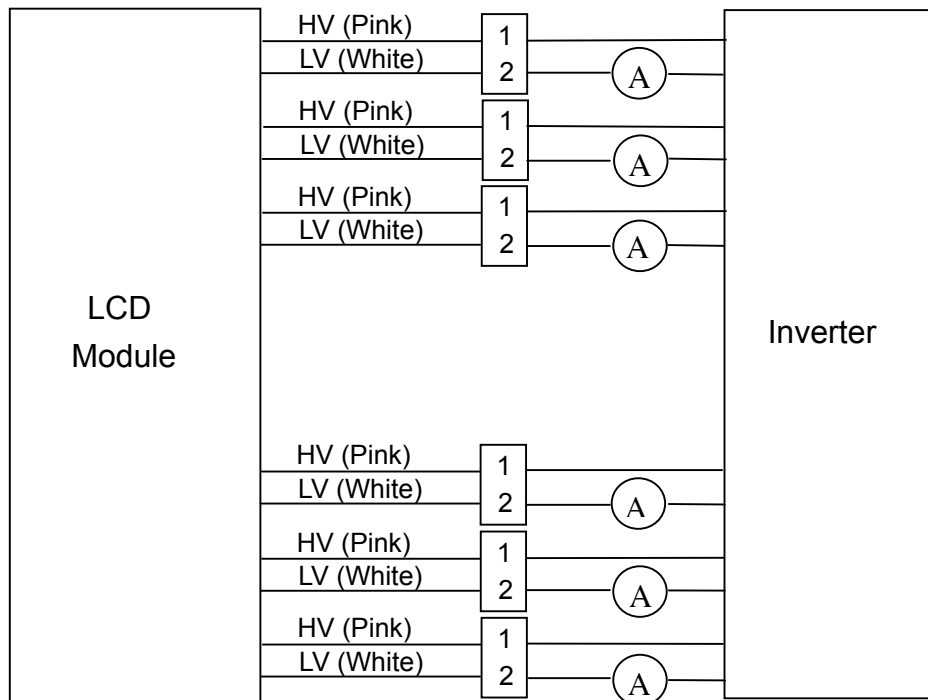 HV (Pink)
1
LV (White)
2
A
HV (Pink)
1
LV (White)
2
A
HV (Pink)
1
LV (White)
2
A
LCD
Module
Inverter
HV (Pink)
1
LV (White)
2
A
HV (Pink)
1
LV (White)
2
A
HV (Pink)
1
LV (White)
2
A